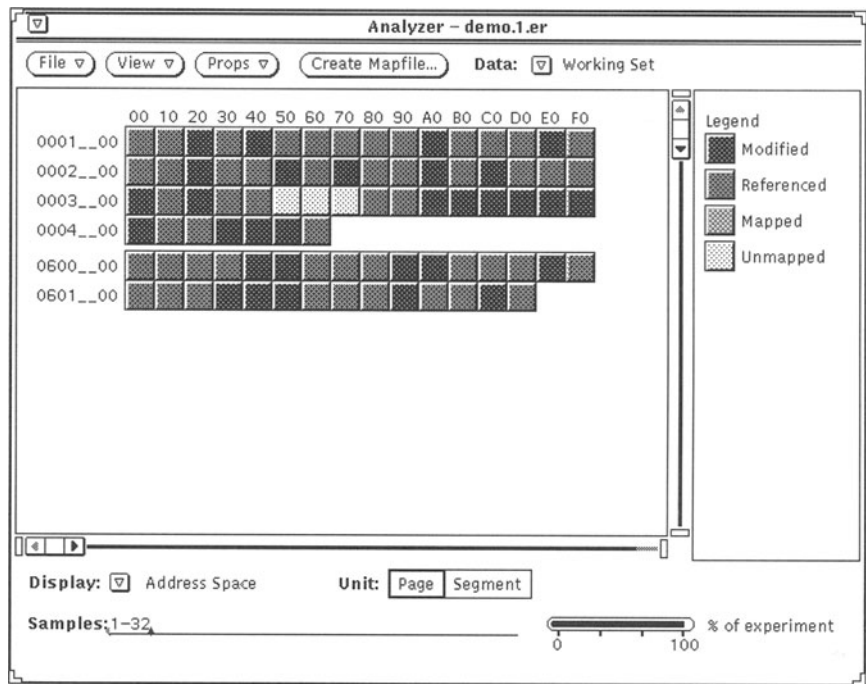 Analyzer – demo.1.er
File View Props Create Mapfile... Data: Working Set
00 10 20 30 40 50 60 70 80 90 A0 B0 C0 D0 E0 F0
0001__00
0002__00
0003__00
0004__00
0600__00
0601__00
Legend
Modified
Referenced
Mapped
Unmapped
Display: Address Space Unit: Page Segment
Samples: 1-32
% of experiment
0 100